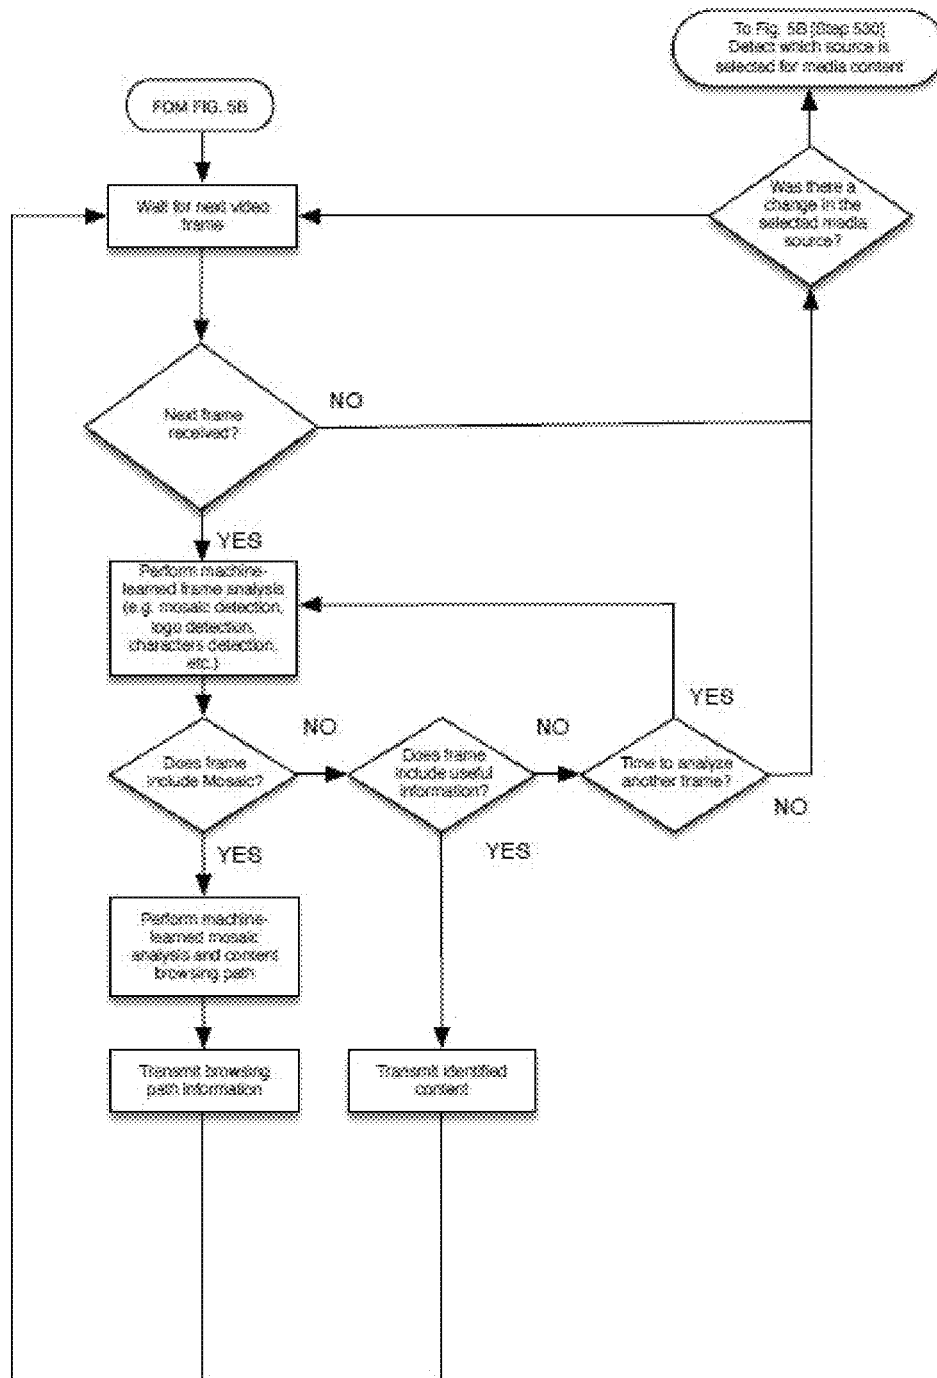 To Fig. 5B [Step 530]
Detect which source is
selected for media content
FOM FIG. 5B
Wait for next video
frame
Was there a
change in the
selected media
source?
Next frame
received?
NO
YES
Perform machine-
learned frame analysis
(e.g. mosaic detection,
logo detection,
characters detection,
etc.)
Does frame
include Mosaic?
NO
Does frame
include useful
information?
NO
Time to analyze
another frame?
YES
NO
YES
YES
Perform machine-
learned mosaic
analysis and content
browsing path
Transmit browsing
path information
Transmit identified
content